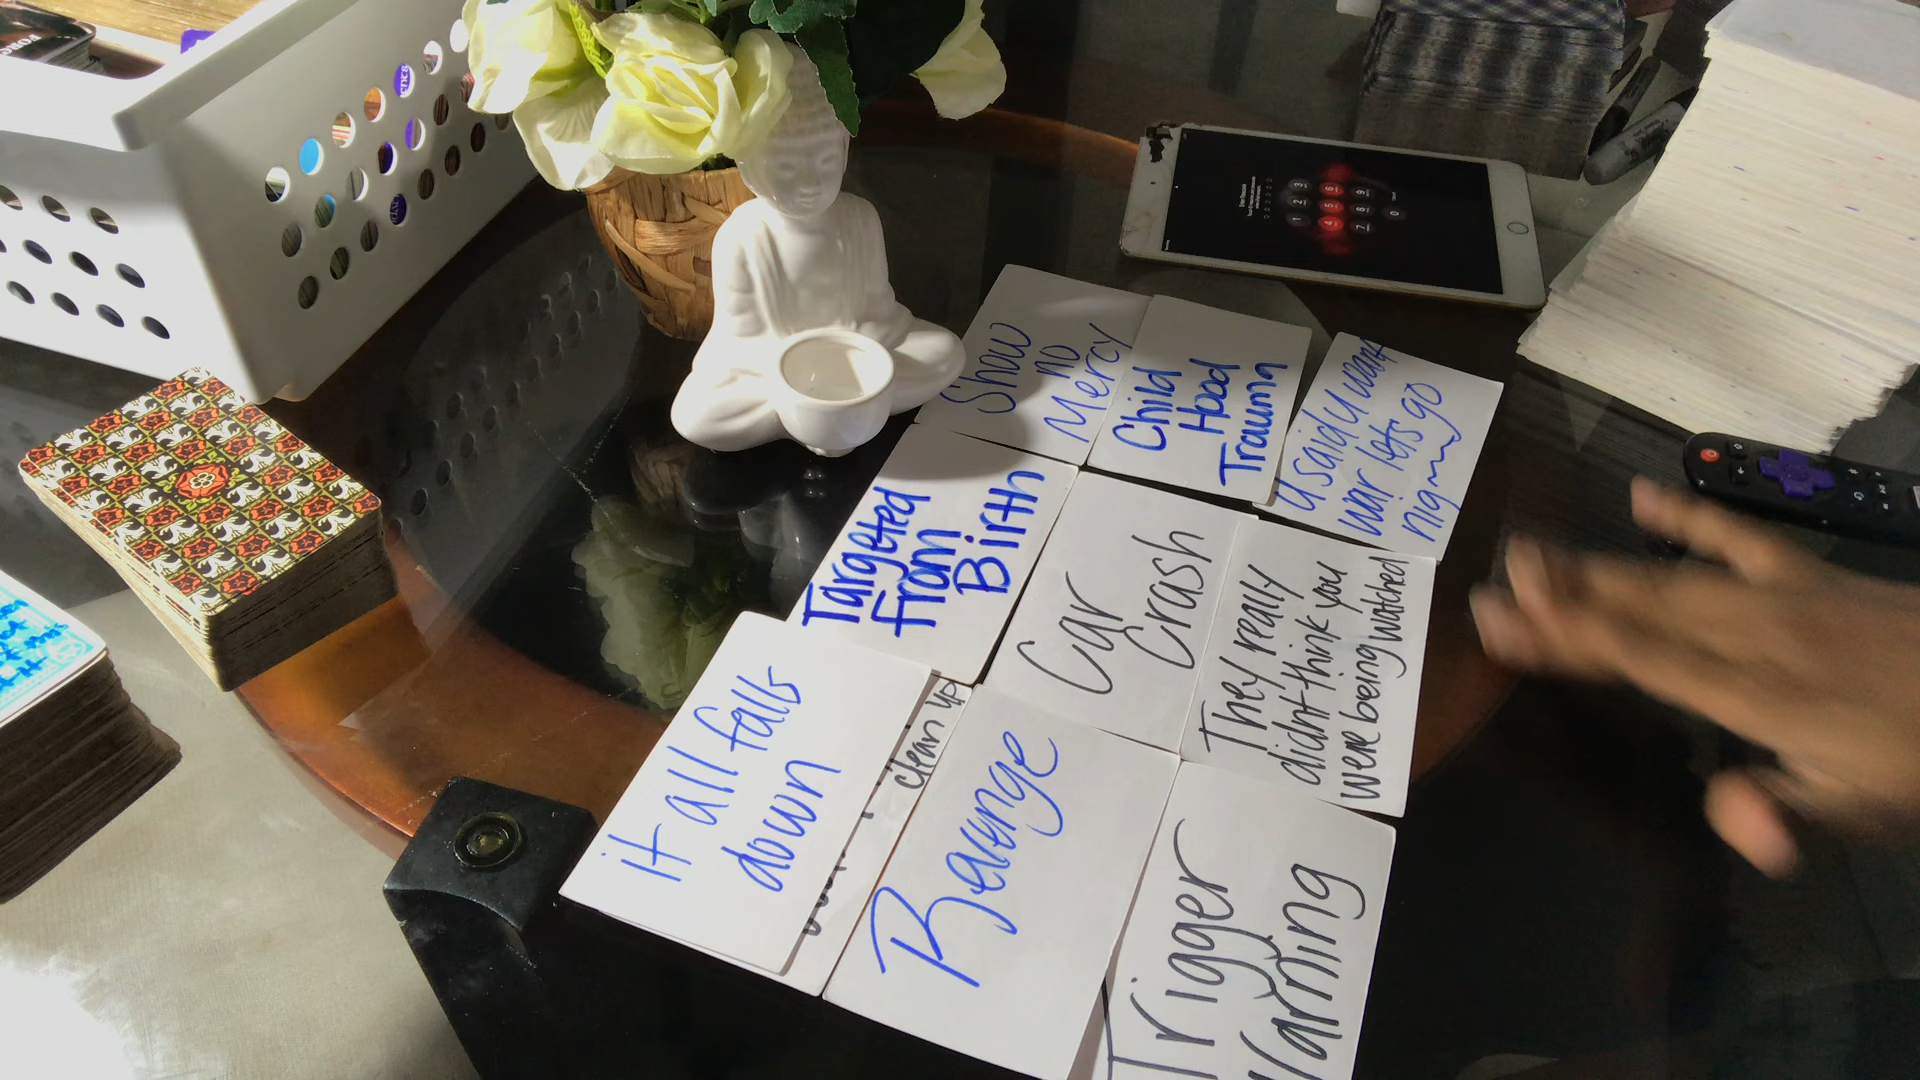 Show
no
Mercy
Child
Hood
Trauma
U said u want
war lets go
Targeted
From
Birth
Car
Crash
They really
didnt think you
were being watched
it all falls
down
clean up
Revenge
Trigger
Warning